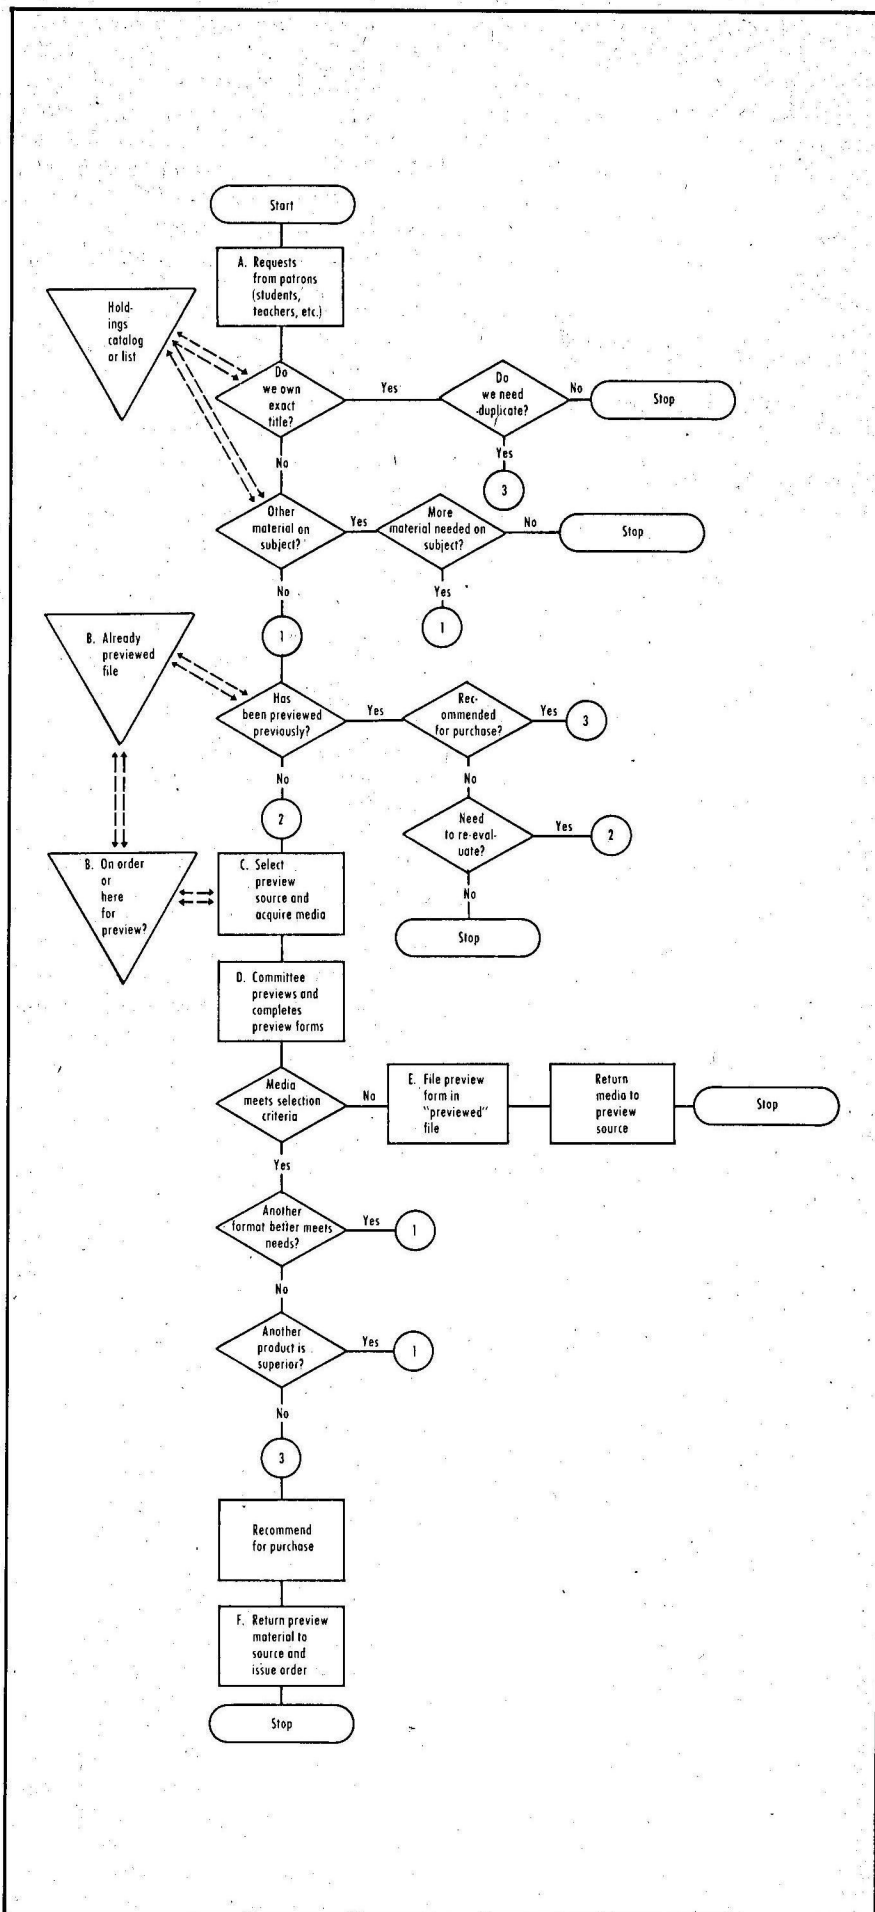 Start
A. Requests
from patrons
(students,
teachers, etc.)
Hold-
ings
catalog
or list
Do
we own
exact
title?
Yes
Do
we need
duplicate?
No
Stop
Yes
3
No
Other
material on
subject?
Yes
More
material needed on
subject?
No
Stop
Yes
1
No
1
B. Already
previewed
file
Has
been previewed
previously?
Yes
Rec-
ommended
for purchase?
Yes
3
No
No
2
Need
to re-eval-
uate?
Yes
2
No
Stop
B. On order
or
here
for
preview?
C. Select
preview
source and
acquire media
D. Committee
previews and
completes
preview forms
Media
meets selection
criteria
No
E. File preview
form in
"previewed"
file
Return
media to
preview
source
Stop
Yes
Another
format better meets
needs?
Yes
1
No
Another
product is
superior?
Yes
1
No
3
Recommend
for purchase
F. Return preview
material to
source and
issue order
Stop